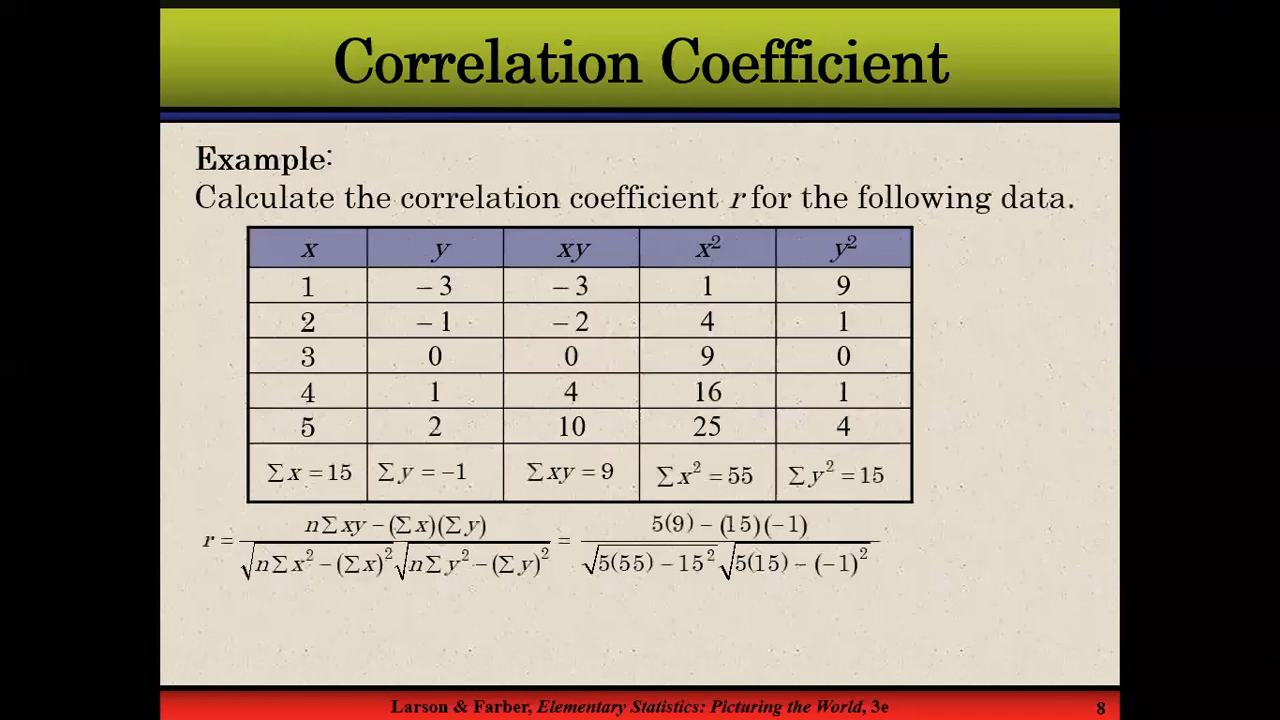 Correlation Coefficient
Example:
Calculate the correlation coefficient r for the following data.
x y xy x² y²
1 – 3 – 3 1 9
2 – 1 – 2 4 1
3 0 0 9 0
4 1 4 16 1
5 2 10 25 4
∑x = 15 ∑y = −1 ∑xy = 9 ∑x² = 55 ∑y² = 15
r = (n∑xy − (∑x)(∑y)) / (√(n∑x² − (∑x)²) √(n∑y² − (∑y)²)) = (5(9) − (15)(−1)) / (√(5(55) − 15²) √(5(15) − (−1)²))
Larson & Farber, Elementary Statistics: Picturing the World, 3e 8